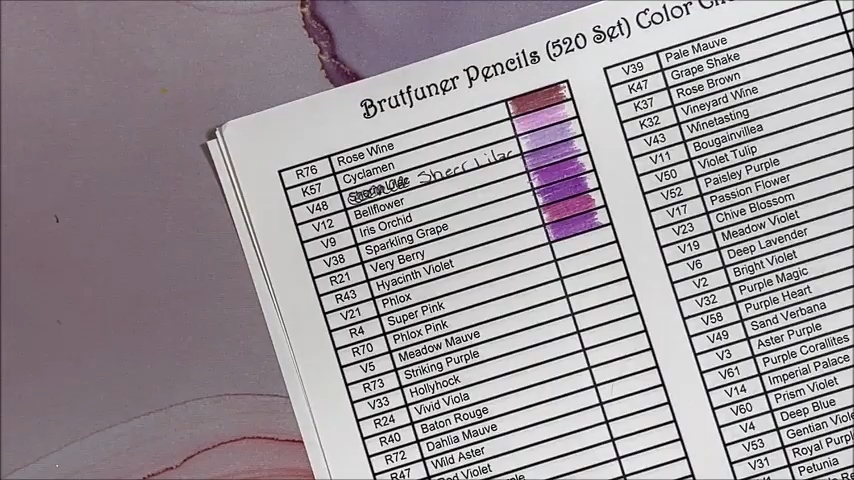 Brutfuner Pencils (520 Set) Color
R76 Rose Wine
K57 Cyclamen
V48 Sheer Lilac
V12 Bellflower
V9 Iris Orchid
V38 Sparkling Grape
R21 Very Berry
R43 Hyacinth Violet
V21 Phlox
R4 Super Pink
R70 Phlox Pink
V5 Meadow Mauve
R73 Striking Purple
V33 Hollyhock
R24 Vivid Viola
R40 Baton Rouge
R72 Dahlia Mauve
R47 Wild Aster
Red Violet
V39 Pale Mauve
K47 Grape Shake
K37 Rose Brown
K32 Vineyard Wine
V43 Winetasting
V11 Bougainvillea
V50 Violet Tulip
V52 Paisley Purple
V17 Passion Flower
V23 Chive Blossom
V19 Meadow Violet
V6 Deep Lavender
V2 Bright Violet
V32 Purple Magic
V58 Purple Heart
V49 Sand Verbana
V3 Aster Purple
V61 Purple Corallites
V14 Imperial Palace
V60 Prism Violet
V4 Deep Blue
V53 Gentian
V31 Royal
Petunia